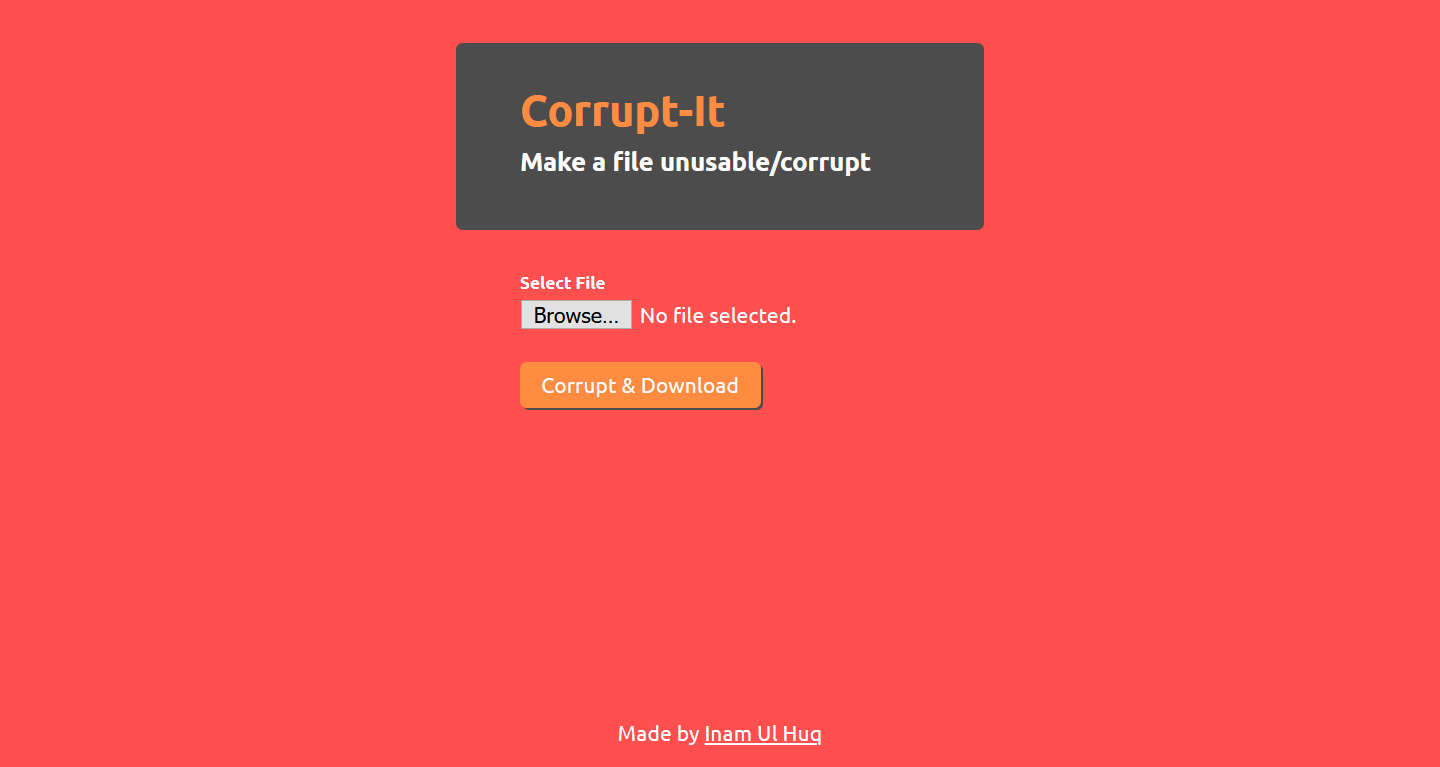 Corrupt-It
Make a file unusable/corrupt
Select File
Browse... No file selected.
Corrupt & Download
Made by Inam Ul Huq